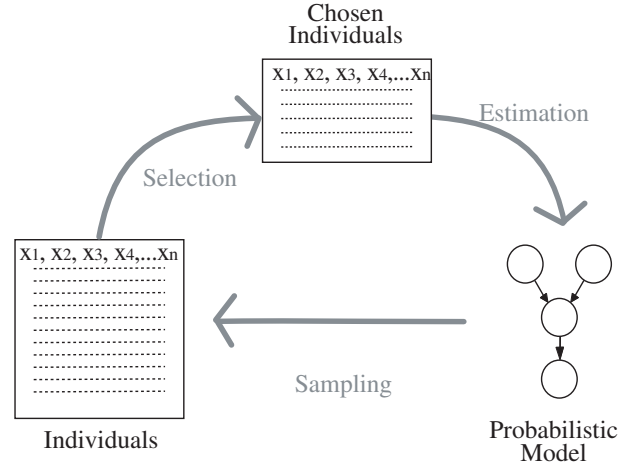 Chosen
Individuals
x1, x2, x3, x4,...xn
Estimation
Selection
x1, x2, x3, x4,...xn
Sampling
Individuals
Probabilistic
Model